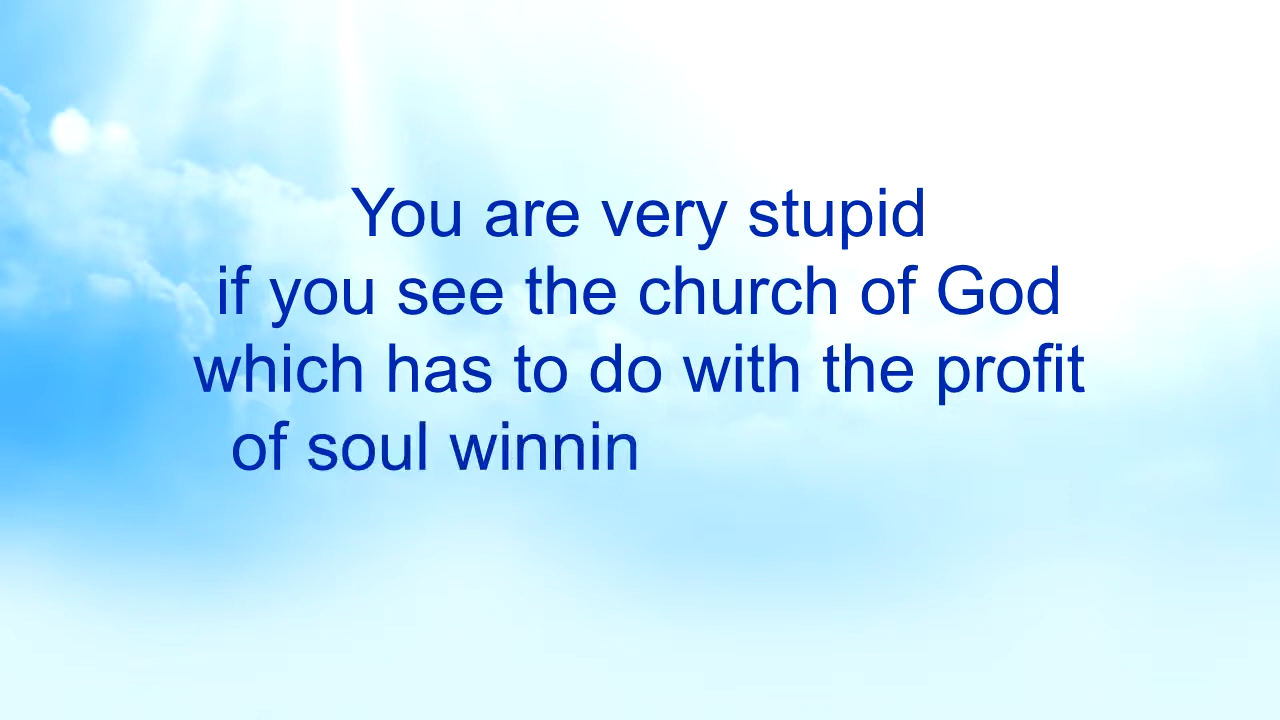 You are very stupid
if you see the church of God
which has to do with the profit
of soul winnin